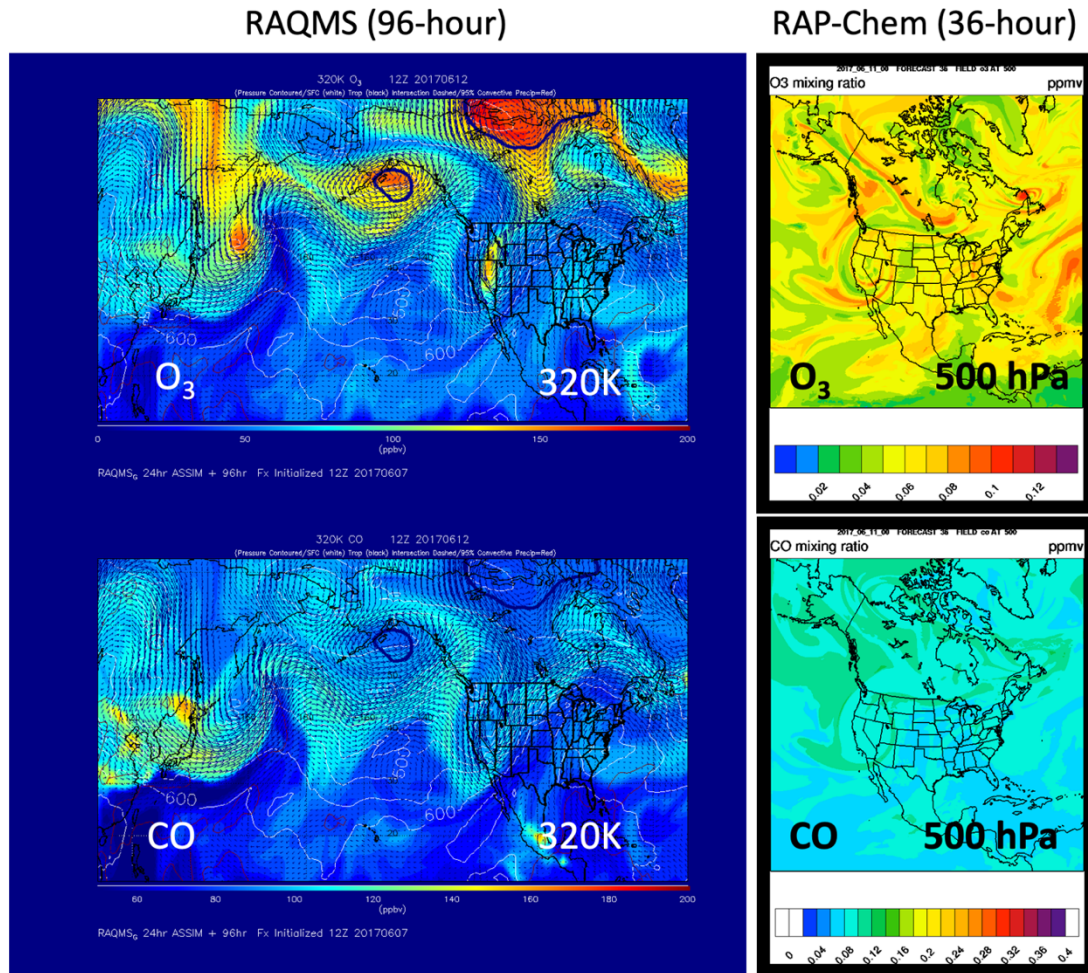 RAQMS (96-hour)
RAP-Chem (36-hour)
320K O₃ 12Z 20170612
(Pressure Contoured/SFC (white) Trop (black) Intersection Dashed/95% Convective Precip=Red)
600
600
O₃
320K
0 50 100 150 200
(ppbv)
RAQMS_G 24hr ASSIM + 96hr Fx Initialized 12Z 20170607
320K CO 12Z 20170612
(Pressure Contoured/SFC (white) Trop (black) Intersection Dashed/95% Convective Precip=Red)
600
600
CO
320K
60 80 100 120 140 160 180 200
(ppbv)
RAQMS_G 24hr ASSIM + 96hr Fx Initialized 12Z 20170607
2017_06_11_00 FORECAST 36 FIELD o3 AT 500
O3 mixing ratio ppmv
O₃ 500 hPa
0.02 0.04 0.06 0.08 0.1 0.12
2017_06_11_00 FORECAST 36 FIELD co AT 500
CO mixing ratio ppmv
CO 500 hPa
0 0.04 0.08 0.12 0.16 0.2 0.24 0.28 0.32 0.36 0.4